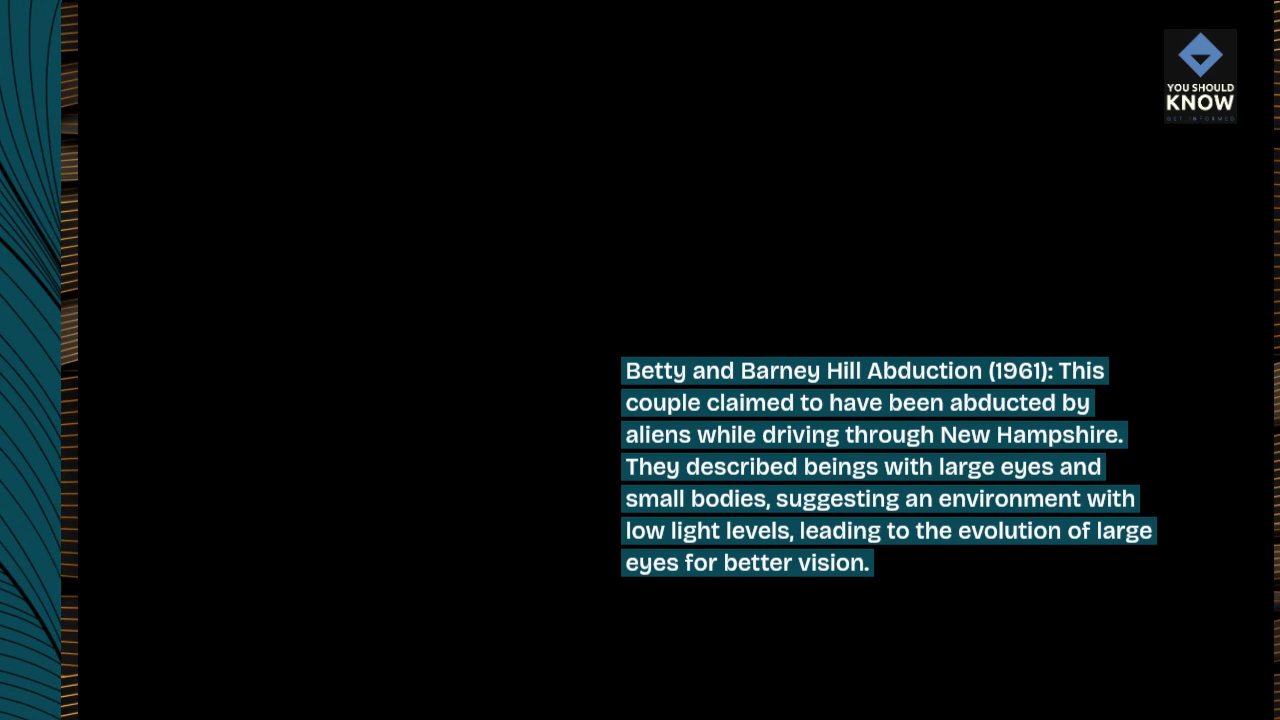 YOU SHOULD
KNOW
GET INFORMED
Betty and Barney Hill Abduction (1961): This
couple claimed to have been abducted by
aliens while driving through New Hampshire.
They described beings with large eyes and
small bodies, suggesting an environment with
low light levels, leading to the evolution of large
eyes for better vision.